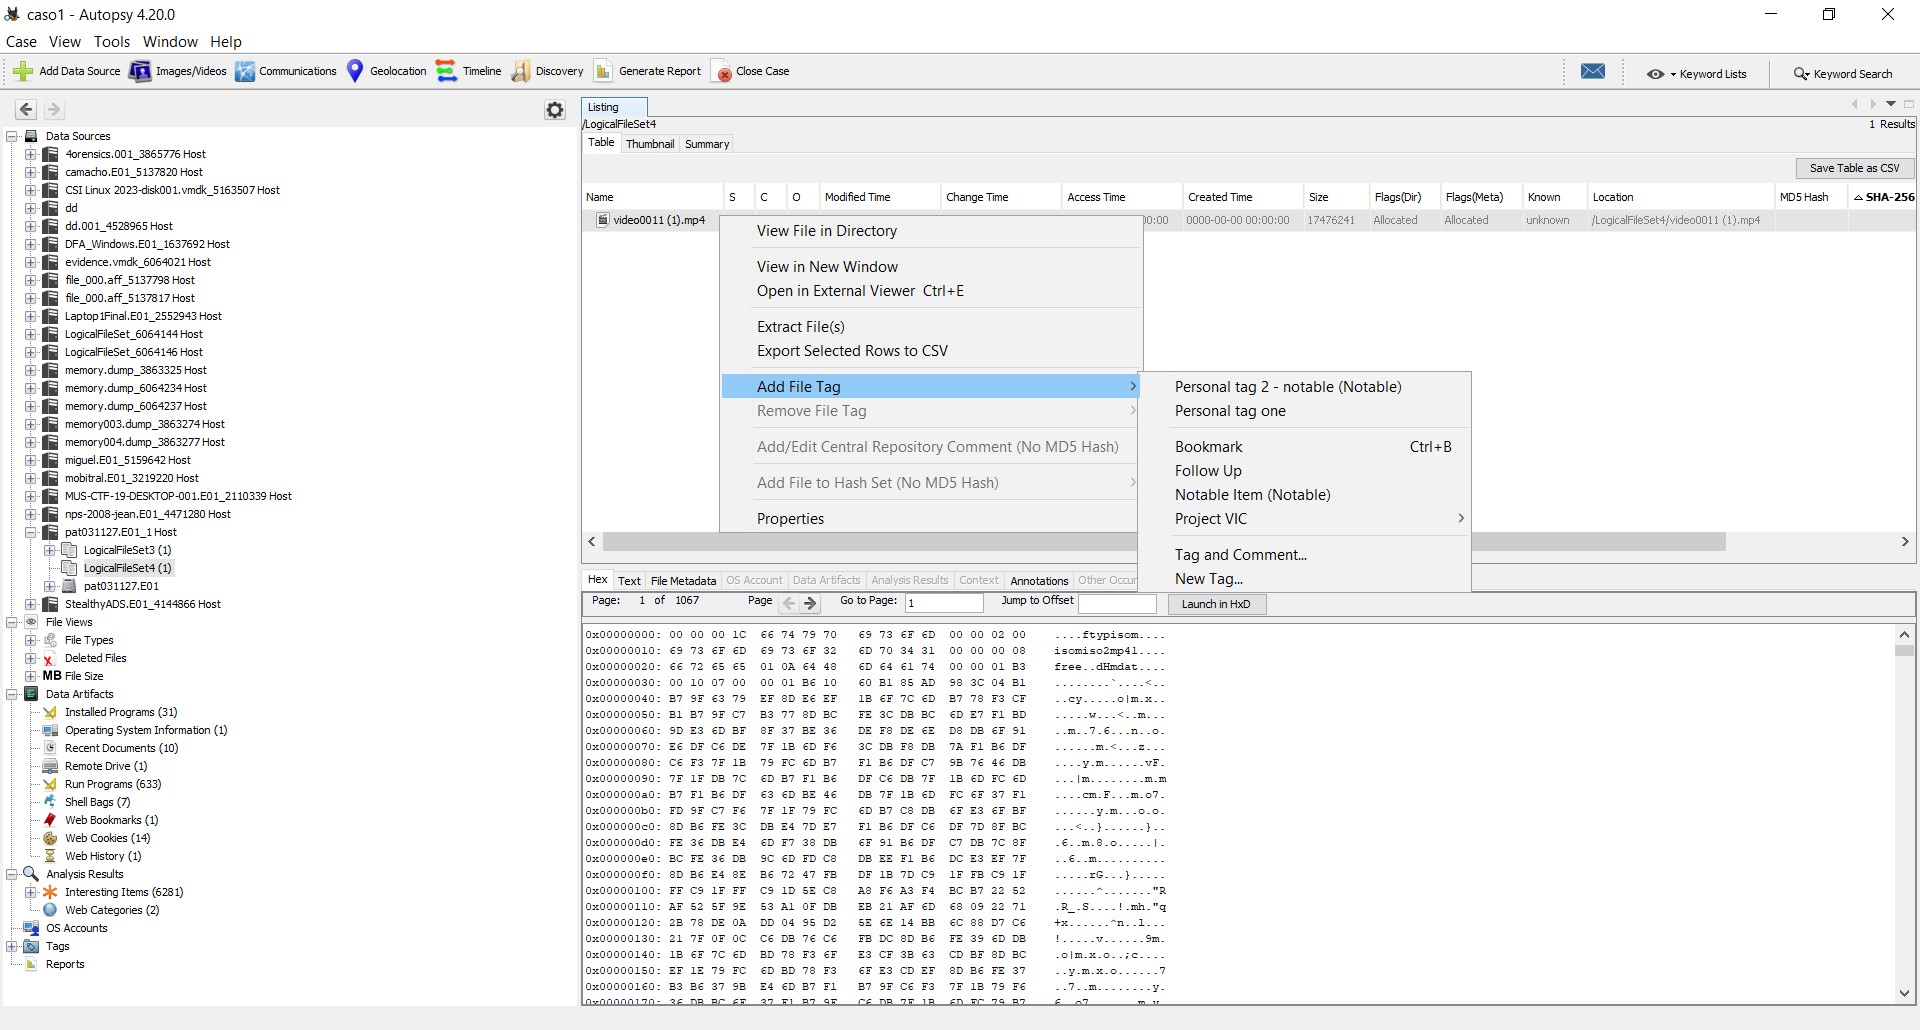 caso1 - Autopsy 4.20.0
Case View Tools Window Help
Add Data Source Images/Videos Communications Geolocation Timeline Discovery Generate Report Close Case Keyword Lists Keyword Search
Data Sources
4orensics.001_3865776 Host
camacho.E01_5137820 Host
CSI Linux 2023-disk001.vmdk_5163507 Host
dd
dd.001_4528965 Host
DFA_Windows.E01_1637692 Host
evidence.vmdk_6064021 Host
file_000.aff_5137798 Host
file_000.aff_5137817 Host
Laptop1Final.E01_2552943 Host
LogicalFileSet_6064144 Host
LogicalFileSet_6064146 Host
memory.dump_3863325 Host
memory.dump_6064234 Host
memory.dump_6064237 Host
memory003.dump_3863274 Host
memory004.dump_3863277 Host
miguel.E01_5159642 Host
mobitral.E01_3219220 Host
MUS-CTF-19-DESKTOP-001.E01_2110339 Host
nps-2008-jean.E01_4471280 Host
pat031127.E01_1 Host
LogicalFileSet3 (1)
LogicalFileSet4 (1)
pat031127.E01
StealthyADS.E01_4144866 Host
File Views
File Types
Deleted Files
MB File Size
Data Artifacts
Installed Programs (31)
Operating System Information (1)
Recent Documents (10)
Remote Drive (1)
Run Programs (633)
Shell Bags (7)
Web Bookmarks (1)
Web Cookies (14)
Web History (1)
Analysis Results
Interesting Items (6281)
Web Categories (2)
OS Accounts
Tags
Reports
Listing
/LogicalFileSet4
1 Results
Table Thumbnail Summary
Save Table as CSV
Name S C O Modified Time Change Time Access Time Created Time Size Flags(Dir) Flags(Meta) Known Location MD5 Hash SHA-256
video0011 (1).mp4 00:00 0000-00-00 00:00:00 17476241 Allocated Allocated unknown /LogicalFileSet4/video0011 (1).mp4
View File in Directory
View in New Window
Open in External Viewer Ctrl+E
Extract File(s)
Export Selected Rows to CSV
Add File Tag
Remove File Tag
Add/Edit Central Repository Comment (No MD5 Hash)
Add File to Hash Set (No MD5 Hash)
Properties
Personal tag 2 - notable (Notable)
Personal tag one
Bookmark Ctrl+B
Follow Up
Notable Item (Notable)
Project VIC
Tag and Comment...
New Tag...
Hex Text File Metadata OS Account Data Artifacts Analysis Results Context Annotations Other Occur
Page: 1 of 1067 Page Go to Page: 1 Jump to Offset Launch in HxD
0x00000000: 00 00 00 1C 66 74 79 70 69 73 6F 6D 00 00 02 00 ....ftypisom....
0x00000010: 69 73 6F 6D 69 73 6F 32 6D 70 34 31 00 00 00 08 isomiso2mp41....
0x00000020: 66 72 65 65 01 0A 64 48 6D 64 61 74 00 00 01 B3 free..dHmdat....
0x00000030: 00 10 07 00 00 01 B6 10 60 B1 85 AD 98 3C 04 B1 ........`....<..
0x00000040: B7 9F 63 79 EF 8D E6 EF 1B 6F 7C 6D B7 78 F3 CF ..cy.....o|m.x..
0x00000050: B1 B7 9F C7 B3 77 8D BC FE 3C DB BC 6D E7 F1 BD .....w...<..m...
0x00000060: 9D E3 6D BF 8F 37 BE 36 DE F8 DE 6E D8 DB 6F 91 ..m..7.6...n..o.
0x00000070: E6 DF C6 DE 7F 1B 6D F6 3C DB F8 DB 7A F1 B6 DF ......m.<...z...
0x00000080: C6 F3 7F 1B 79 FC 6D B7 F1 B6 DF C7 9B 76 46 DB ....y.m......vF.
0x00000090: 7F 1F DB 7C 6D B7 F1 B6 DF C6 DB 7F 1B 6D FC 6D ...|m........m.m
0x000000a0: B7 F1 B6 DF 63 6D BE 46 DB 7F 1B 6D FC 6F 37 F1 ....cm.F...m.o7.
0x000000b0: FD 9F C7 F6 7F 1F 79 FC 6D B7 C8 DB 6F E3 6F BF ......y.m...o.o.
0x000000c0: 8D B6 FE 3C DB E4 7D E7 F1 B6 DF C6 DF 7D 8F BC ...<..}......}..
0x000000d0: FE 36 DB E4 6D F7 38 DB 6F 91 B6 DF C7 DB 7C 8F .6..m.8.o.....|.
0x000000e0: BC FE 36 DB 9C 6D FD C8 DB EE F1 B6 DC E3 EF 7F ..6..m..........
0x000000f0: 8D B6 E4 8E B6 72 47 FB DF 1B 7D C9 1F FB C9 1F .....rG...}.....
0x00000100: FF C9 1F FF C9 1D 5E C8 A8 F6 A3 F4 BC B7 22 52 ......^......."R
0x00000110: AF 52 5F 9E 53 A1 0F DB EB 21 AF 6D 68 09 22 71 .R_.S....!.mh."q
0x00000120: 2B 78 DE 0A DD 04 95 D2 5E 6E 14 BB 6C 88 D7 C6 +x......^n..l...
0x00000130: 21 7F 0F 0C C6 DB 76 C6 FB DC 8D B6 FE 39 6D DB !.....v......9m.
0x00000140: 1B 6F 7C 6D BD 78 F3 6F E3 CF 3B 63 CD BF 8D BC .o|m.x.o..;c....
0x00000150: EF 1E 79 FC 6D BD 78 F3 6F E3 CD EF 8D B6 FE 37 ..y.m.x.o......7
0x00000160: B3 B6 37 9B E4 6D B7 F1 B7 9F C6 F3 7F 1B 79 F6 ..7..m........y.
0x00000170: 36 DB BC 6F 37 F1 B7 9F C6 DB 7F 1B 6D FC 79 B7